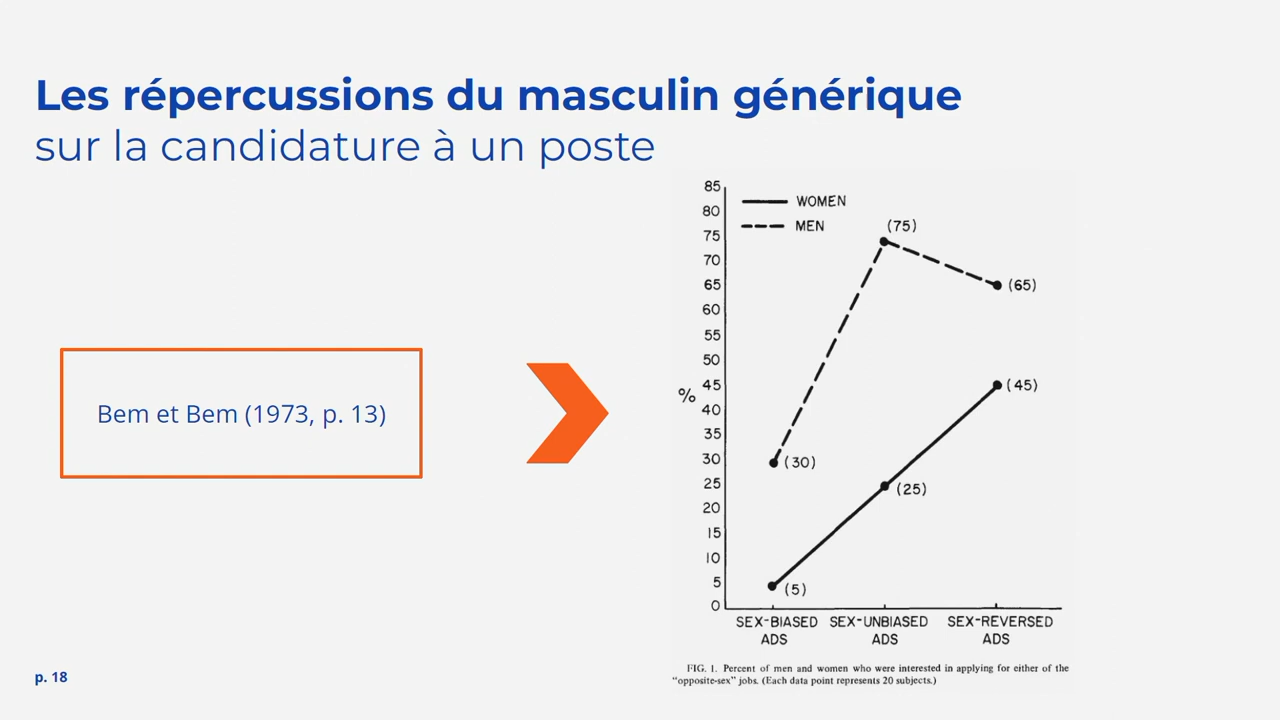 Les répercussions du masculin générique
sur la candidature à un poste
Bem et Bem (1973, p. 13)
85
80
75
70
65
60
55
50
45
40
35
30
25
20
15
10
5
0
%
WOMEN
MEN
(75)
(65)
(45)
(30)
(25)
(5)
SEX-BIASED
ADS
SEX-UNBIASED
ADS
SEX-REVERSED
ADS
FIG. 1. Percent of men and women who were interested in applying for either of the
"opposite-sex" jobs. (Each data point represents 20 subjects.)
p. 18